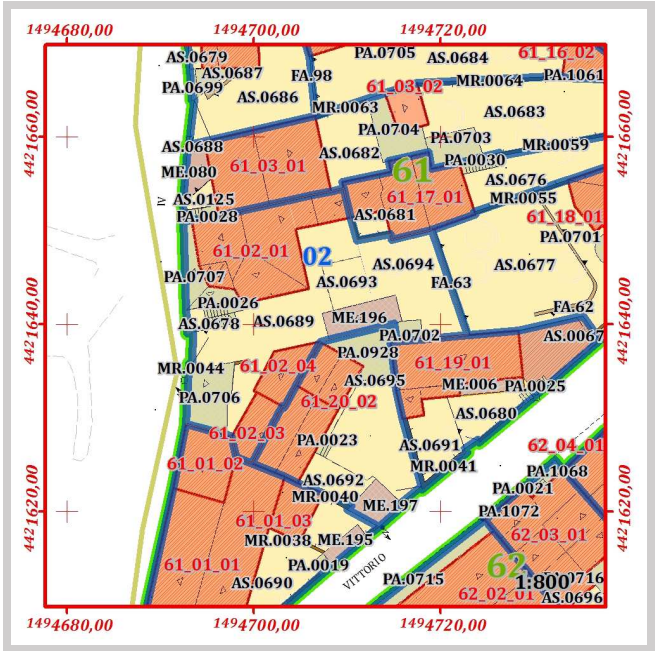 1494680,00 1494700,00 1494720,00
4421660,00
4421640,00
4421620,00
4421660,00
4421640,00
4421620,00
AS.0679
PA.0705
AS.0684
61_16_02
AS.0687
FA.98
61_03_02
MR.0064
PA.1061
PA.0699
AS.0686
MR.0063
AS.0683
PA.0704
PA.0703
AS.0688
AS.0682
MR.0059
61_03_01
61
PA.0030
ME.080
AS.0676
AS.0125
61_17_01
MR.0055
IV
PA.0028
AS.0681
61_18_01
PA.0701
61_02_01
02
AS.0694
AS.0677
PA.0707
AS.0693
FA.63
PA.0026
FA.62
AS.0678
AS.0689
ME.196
PA.0702
AS.0067
PA.0928
MR.0044
61_02_04
61_19_01
AS.0695
ME.006
PA.0025
PA.0706
61_20_02
AS.0680
61_02_03
PA.0023
AS.0691
62_04_01
61_01_02
MR.0041
PA.1068
AS.0692
PA.0021
MR.0040
ME.197
PA.1072
61_01_03
MR.0038
ME.195
62_03_01
61_01_01
PA.0019
62
VITTORIO
PA.0715
1:800
0716
AS.0690
62_02_01
AS.0696
1494680,00 1494700,00 1494720,00